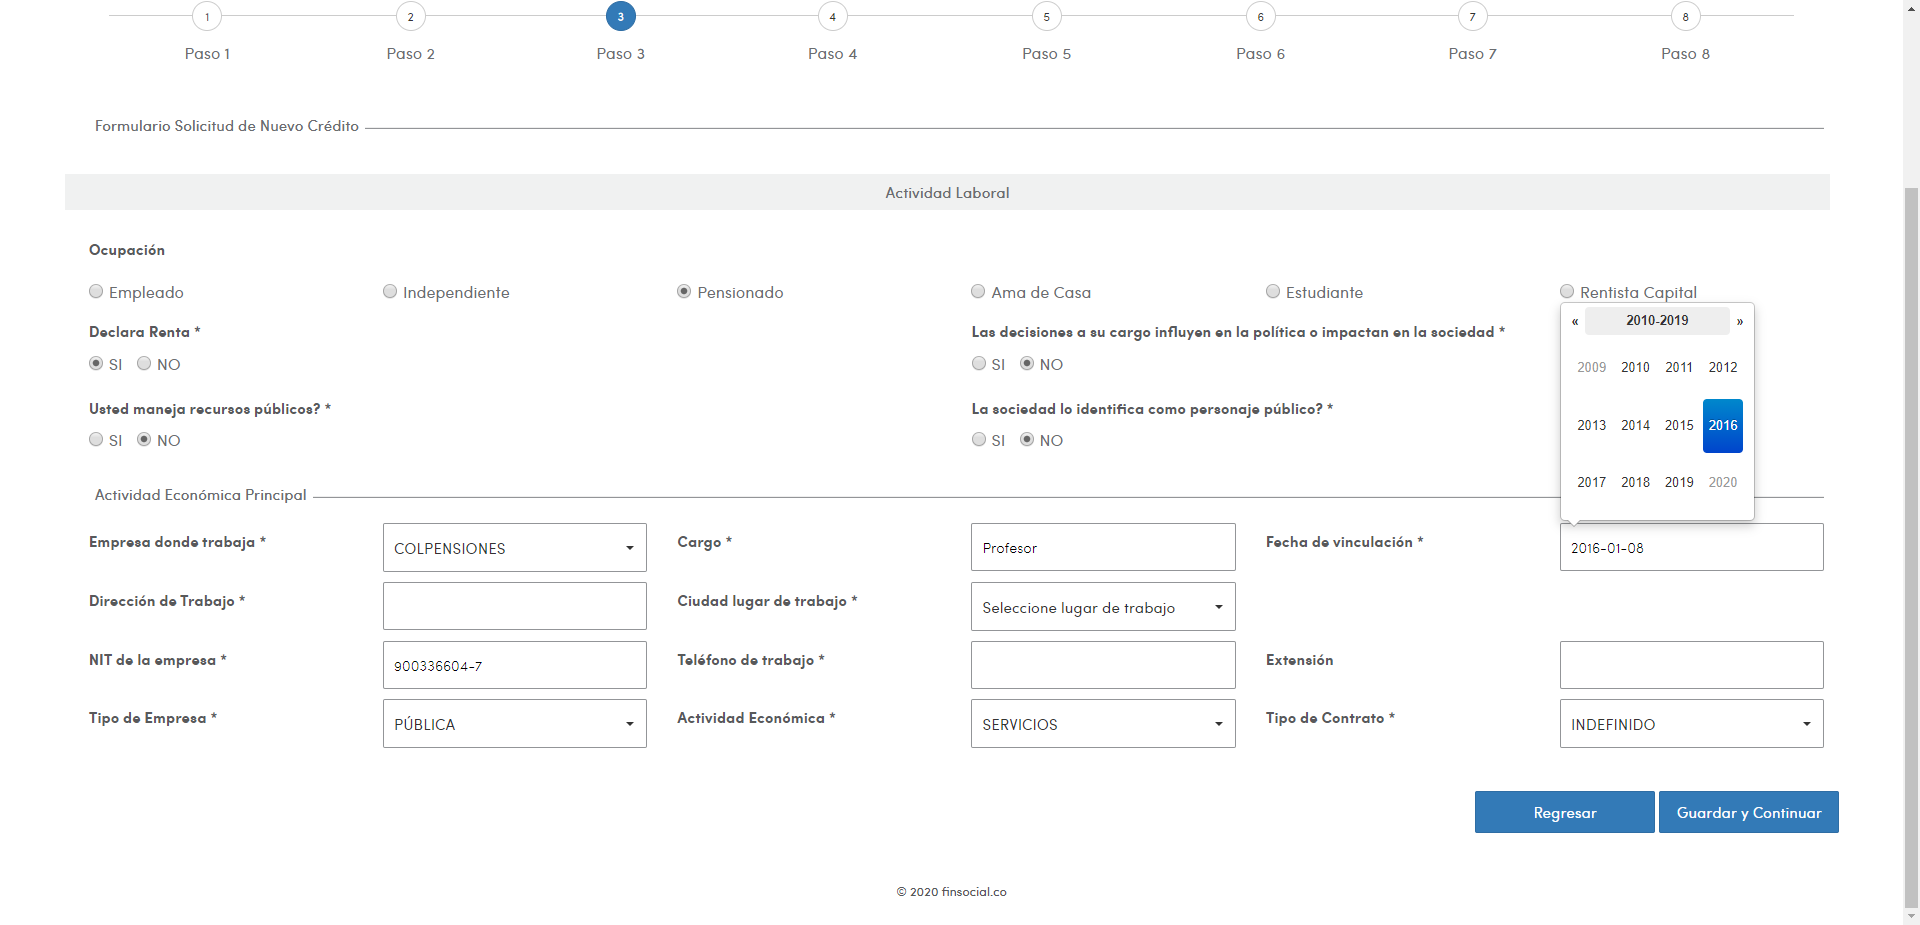 1 2 3 4 5 6 7 8
Paso 1 Paso 2 Paso 3 Paso 4 Paso 5 Paso 6 Paso 7 Paso 8
Formulario Solicitud de Nuevo Crédito
Actividad Laboral
Ocupación
Empleado Independiente Pensionado Ama de Casa Estudiante Rentista Capital
Declara Renta * Las decisiones a su cargo influyen en la política o impactan en la sociedad *
SI NO SI NO
Usted maneja recursos públicos? * La sociedad lo identifica como personaje público? *
SI NO SI NO
« 2010-2019 »
2009 2010 2011 2012
2013 2014 2015 2016
2017 2018 2019 2020
Actividad Económica Principal
Empresa donde trabaja * COLPENSIONES Cargo * Profesor Fecha de vinculación * 2016-01-08
Dirección de Trabajo * Ciudad lugar de trabajo * Seleccione lugar de trabajo
NIT de la empresa * 900336604-7 Teléfono de trabajo * Extensión
Tipo de Empresa * PÚBLICA Actividad Económica * SERVICIOS Tipo de Contrato * INDEFINIDO
Regresar Guardar y Continuar
© 2020 finsocial.co